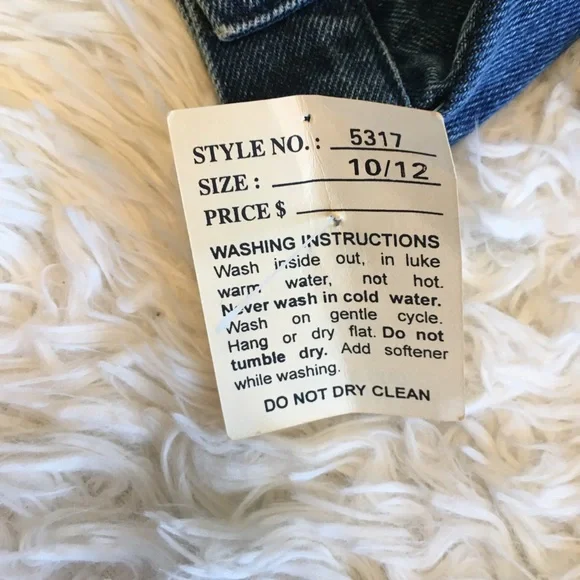 STYLE NO. : 5317
SIZE : 10/12
PRICE $
WASHING INSTRUCTIONS
Wash inside out, in luke
warm water, not hot.
Never wash in cold water.
Wash on gentle cycle.
Hang or dry flat. Do not
tumble dry. Add softener
while washing.
DO NOT DRY CLEAN